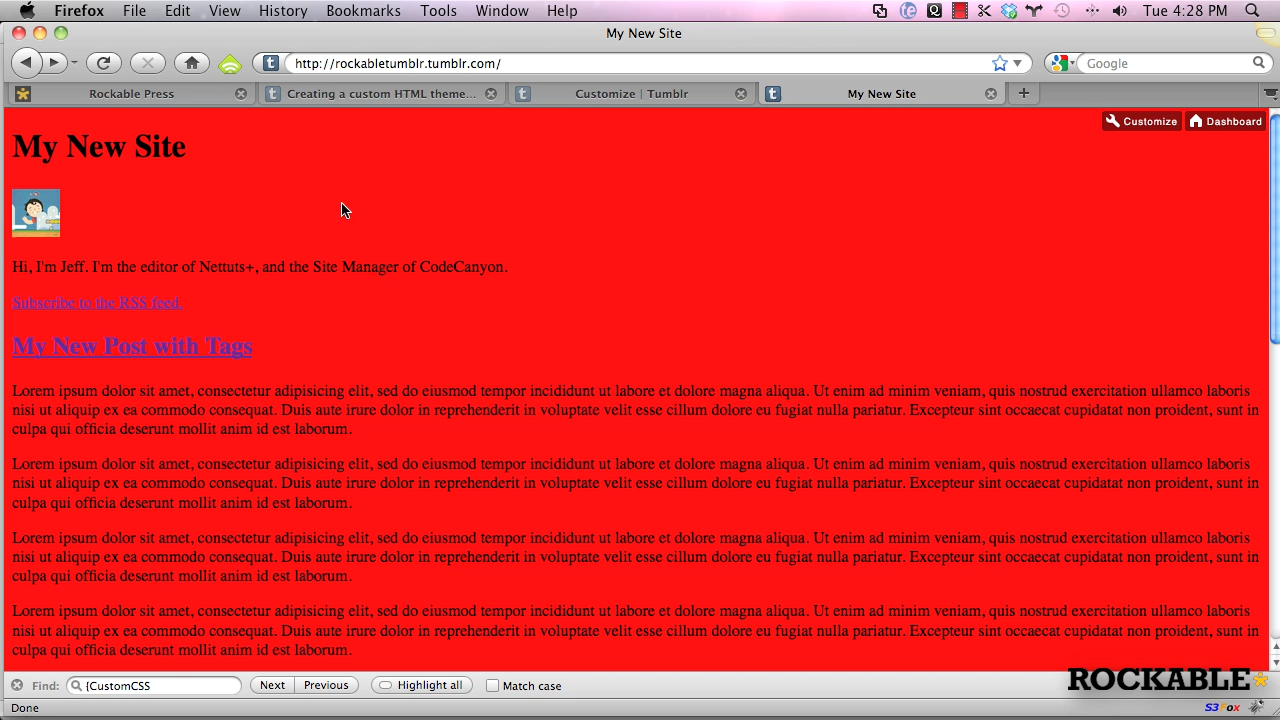 Firefox File Edit View History Bookmarks Tools Window Help Tue 4:28 PM
My New Site
http://rockabletumblr.tumblr.com/ Google
Rockable Press Creating a custom HTML theme... Customize | Tumblr My New Site
Customize Dashboard
My New Site
Hi, I'm Jeff. I'm the editor of Nettuts+, and the Site Manager of CodeCanyon.
Subscribe to the RSS feed.
My New Post with Tags
Lorem ipsum dolor sit amet, consectetur adipisicing elit, sed do eiusmod tempor incididunt ut labore et dolore magna aliqua. Ut enim ad minim veniam, quis nostrud exercitation ullamco laboris
nisi ut aliquip ex ea commodo consequat. Duis aute irure dolor in reprehenderit in voluptate velit esse cillum dolore eu fugiat nulla pariatur. Excepteur sint occaecat cupidatat non proident, sunt in
culpa qui officia deserunt mollit anim id est laborum.
Lorem ipsum dolor sit amet, consectetur adipisicing elit, sed do eiusmod tempor incididunt ut labore et dolore magna aliqua. Ut enim ad minim veniam, quis nostrud exercitation ullamco laboris
nisi ut aliquip ex ea commodo consequat. Duis aute irure dolor in reprehenderit in voluptate velit esse cillum dolore eu fugiat nulla pariatur. Excepteur sint occaecat cupidatat non proident, sunt in
culpa qui officia deserunt mollit anim id est laborum.
Lorem ipsum dolor sit amet, consectetur adipisicing elit, sed do eiusmod tempor incididunt ut labore et dolore magna aliqua. Ut enim ad minim veniam, quis nostrud exercitation ullamco laboris
nisi ut aliquip ex ea commodo consequat. Duis aute irure dolor in reprehenderit in voluptate velit esse cillum dolore eu fugiat nulla pariatur. Excepteur sint occaecat cupidatat non proident, sunt in
culpa qui officia deserunt mollit anim id est laborum.
Lorem ipsum dolor sit amet, consectetur adipisicing elit, sed do eiusmod tempor incididunt ut labore et dolore magna aliqua. Ut enim ad minim veniam, quis nostrud exercitation ullamco laboris
nisi ut aliquip ex ea commodo consequat. Duis aute irure dolor in reprehenderit in voluptate velit esse cillum dolore eu fugiat nulla pariatur. Excepteur sint occaecat cupidatat non proident, sunt in
culpa qui officia deserunt mollit anim id est laborum.
Find: {CustomCSS Next Previous Highlight all Match case
ROCKABLE
Done S3Fox